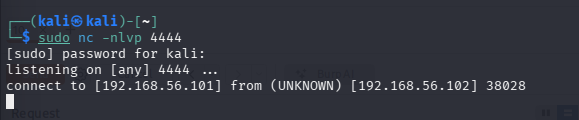 ┌──(kali㉿kali)-[~]
└─$ sudo nc -nlvp 4444
[sudo] password for kali:
listening on [any] 4444 ...
connect to [192.168.56.101] from (UNKNOWN) [192.168.56.102] 38028
Request